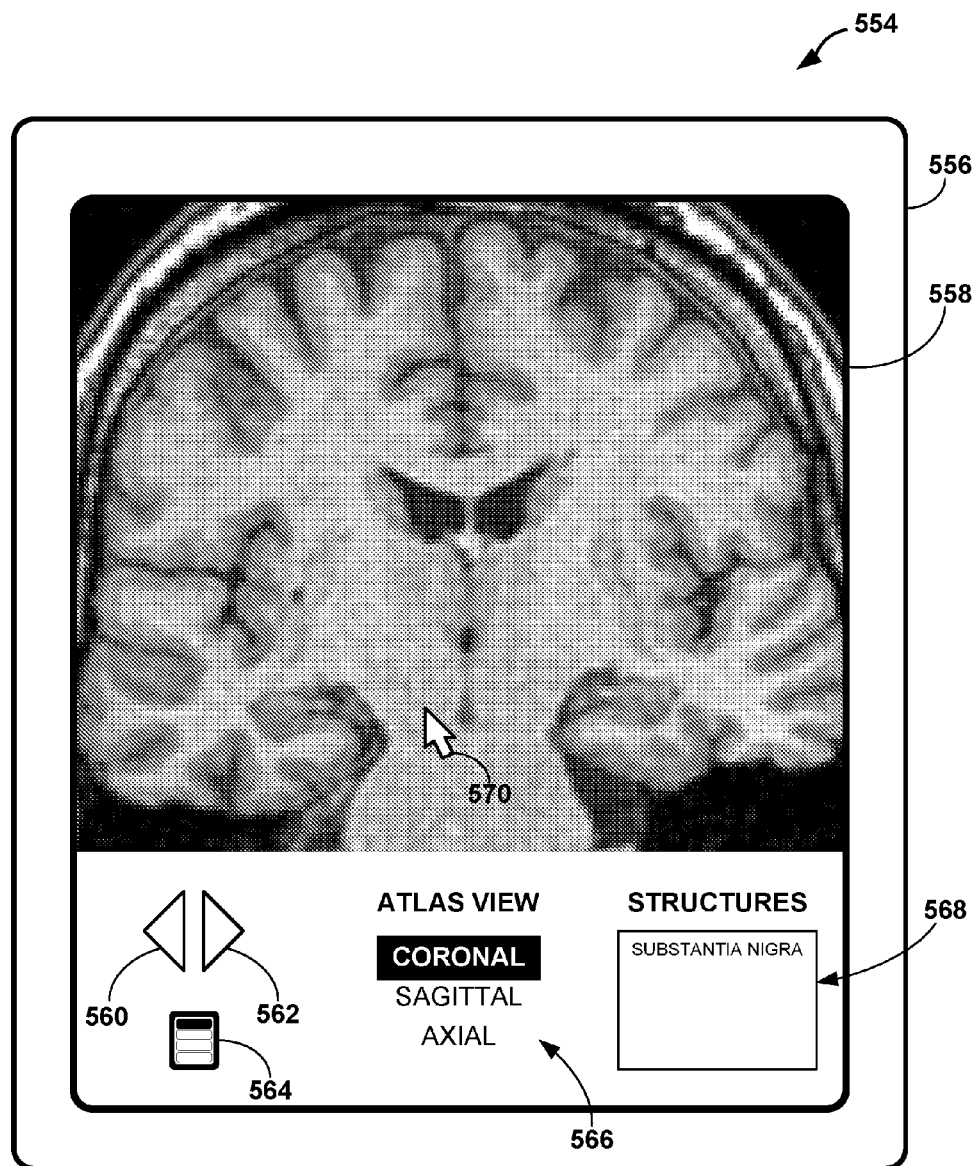 554
556
558
570
ATLAS VIEW
STRUCTURES
568
CORONAL
SUBSTANTIA NIGRA
SAGITTAL
560
562
AXIAL
564
566